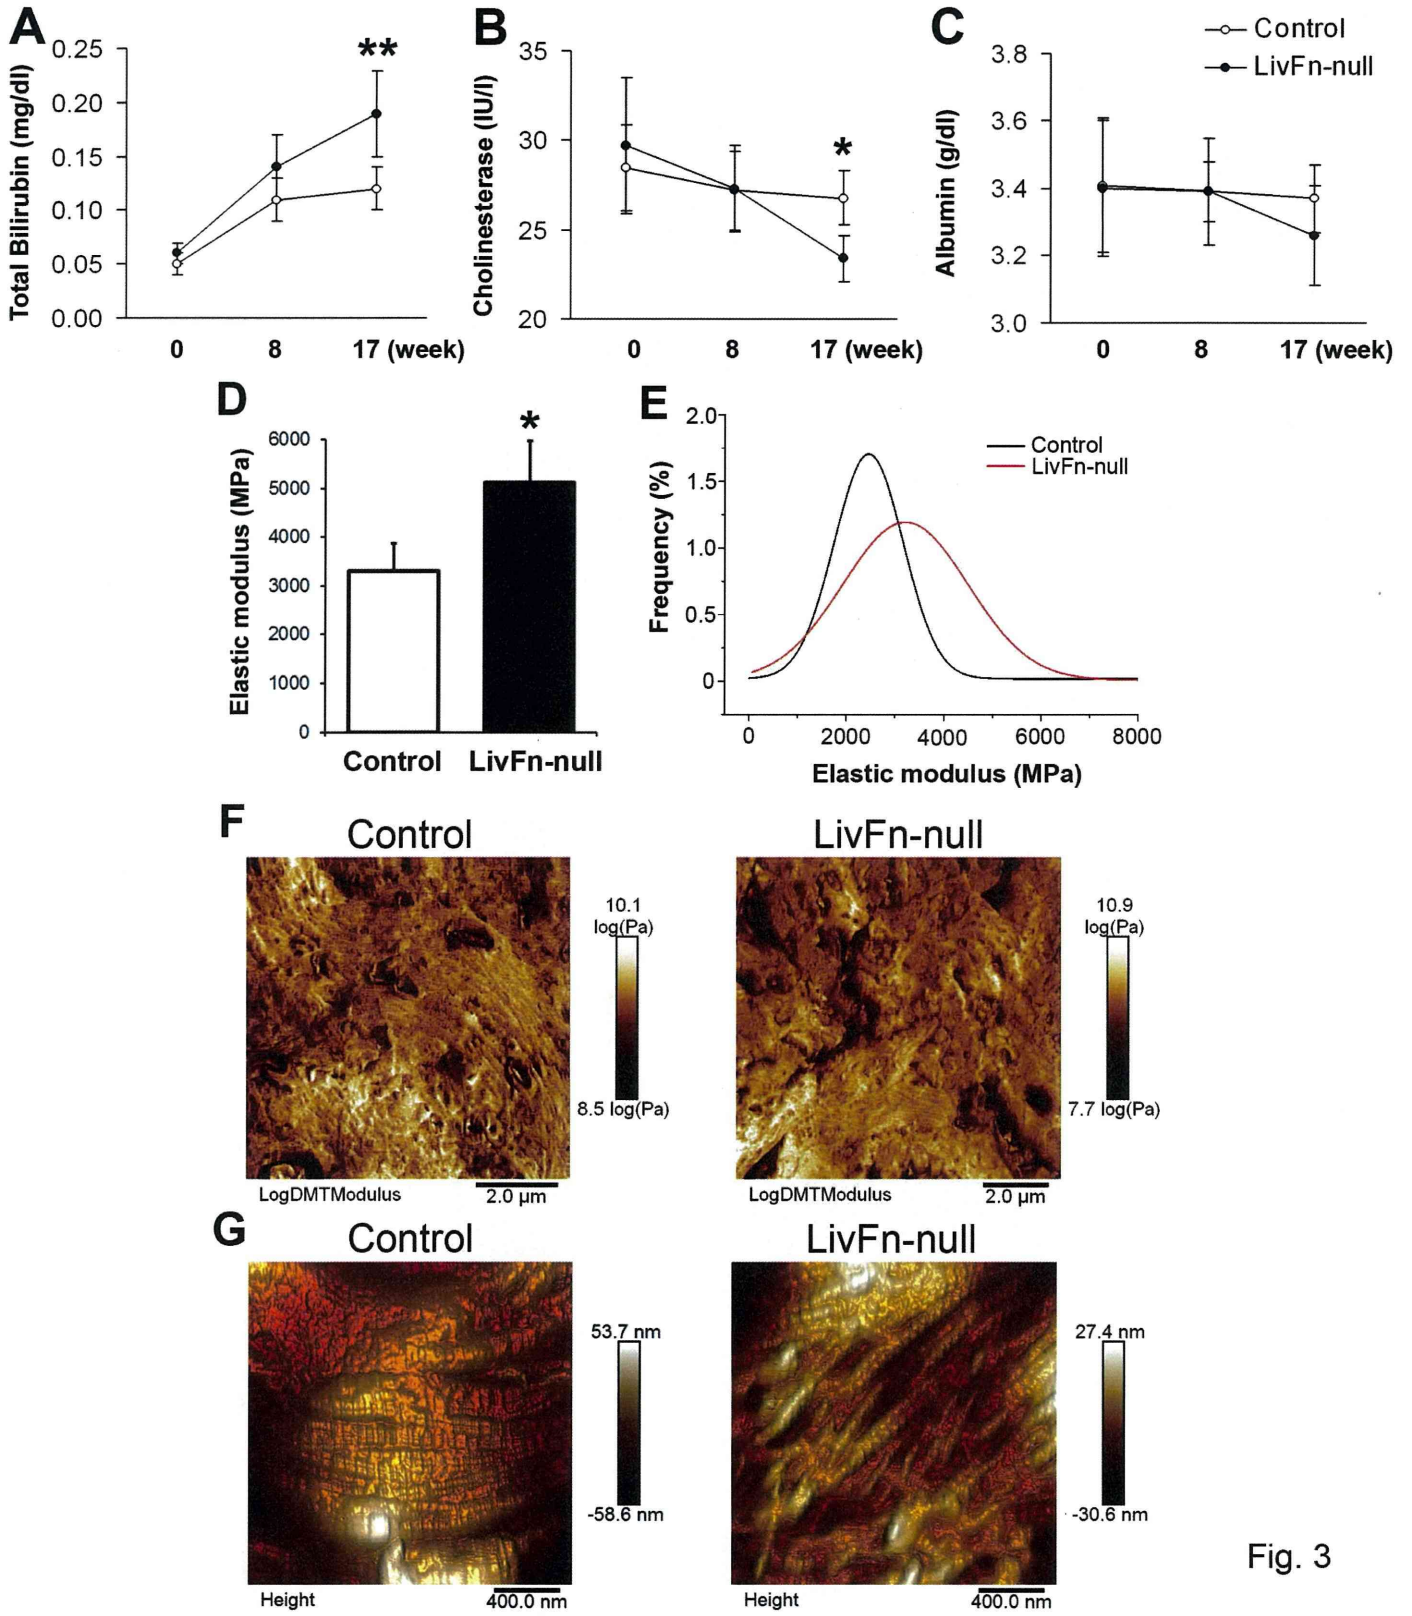 A
Total Bilirubin (mg/dl)
0.25
0.20
0.15
0.10
0.05
0.00
**
0 8 17 (week)
B
Cholinesterase (IU/l)
35
30
25
20
*
0 8 17 (week)
C
Albumin (g/dl)
3.8
3.6
3.4
3.2
3.0
Control
LivFn-null
0 8 17 (week)
D
Elastic modulus (MPa)
6000
5000
4000
3000
2000
1000
0
*
Control LivFn-null
E
Frequency (%)
2.0
1.5
1.0
0.5
0
Control
LivFn-null
0 2000 4000 6000 8000
Elastic modulus (MPa)
F
Control
10.1
log(Pa)
8.5 log(Pa)
LogDMTModulus
2.0 µm
LivFn-null
10.9
log(Pa)
7.7 log(Pa)
LogDMTModulus
2.0 µm
G
Control
53.7 nm
-58.6 nm
Height
400.0 nm
LivFn-null
27.4 nm
-30.6 nm
Height
400.0 nm
Fig. 3